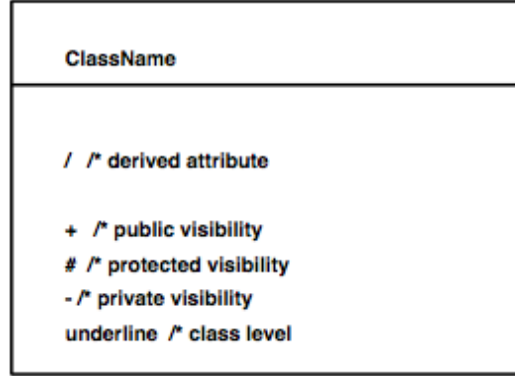 ClassName
/ /* derived attribute
+ /* public visibility
# /* protected visibility
- /* private visibility
underline /* class level